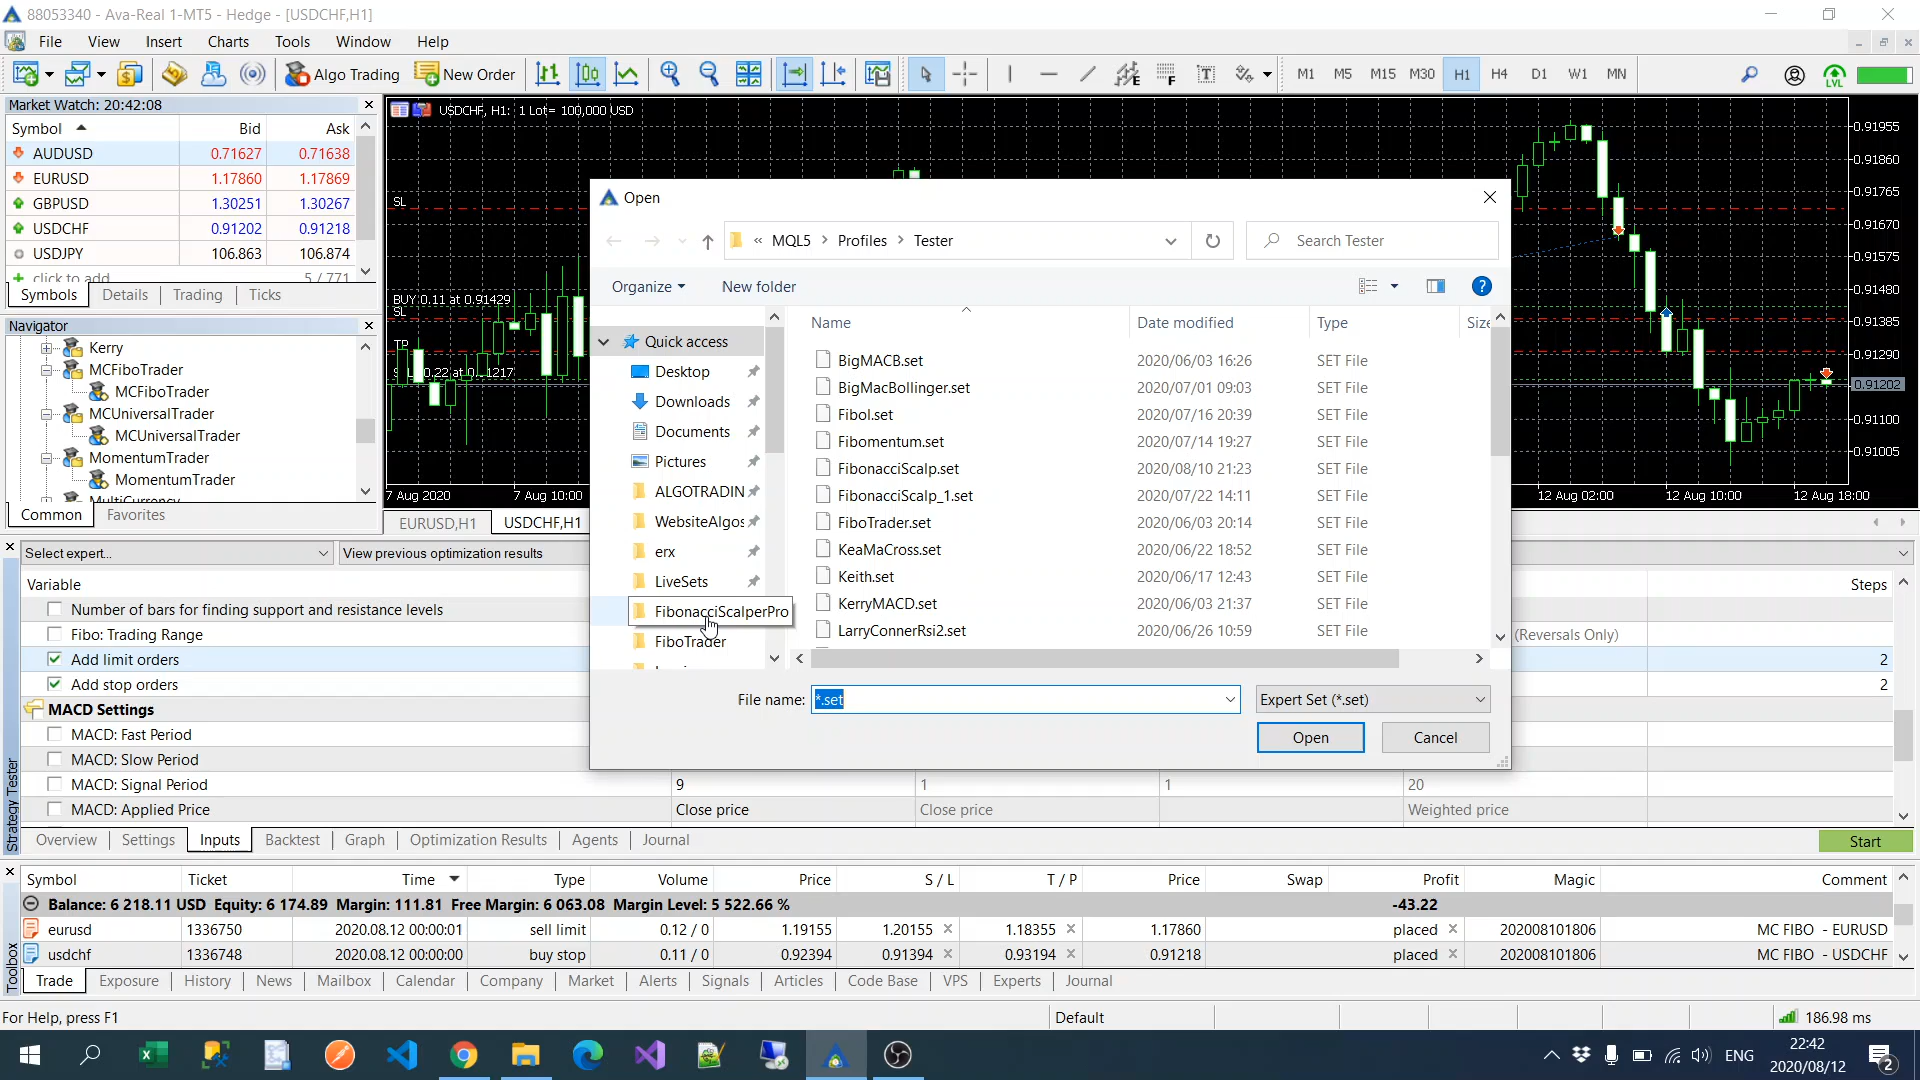 88053340 - Ava-Real 1-MT5 - Hedge - [USDCHF,H1]
File View Insert Charts Tools Window Help
Algo Trading New Order M1 M5 M15 M30 H1 H4 D1 W1 MN LVL
Market Watch: 20:42:08
Symbol Bid Ask
AUDUSD 0.71627 0.71638
EURUSD 1.17860 1.17869
GBPUSD 1.30251 1.30267
USDCHF 0.91202 0.91218
USDJPY 106.863 106.874
click to add 5 / 771
Symbols Details Trading Ticks
Navigator
Kerry
MCFiboTrader
MCFiboTrader
MCUniversalTrader
MCUniversalTrader
MomentumTrader
MomentumTrader
MultiCurrency
Common Favorites
USDCHF, H1: 1 Lot= 100,000 USD
SL
BUY 0.11 at 0.91429
SL
TP
7 Aug 2020 7 Aug 10:00
EURUSD,H1 USDCHF,H1
0.91955
0.91860
0.91765
0.91670
0.91575
0.91480
0.91385
0.91290
0.91202
0.91100
0.91005
12 Aug 02:00 12 Aug 10:00 12 Aug 18:00
Open
« MQL5 › Profiles › Tester
Search Tester
Organize New folder
Quick access
Desktop
Downloads
Documents
Pictures
ALGOTRADIN
WebsiteAlgos
erx
LiveSets
FibonacciScalperPro
FiboTrader
Name Date modified Type Size
BigMACB.set 2020/06/03 16:26 SET File
BigMacBollinger.set 2020/07/01 09:03 SET File
Fibol.set 2020/07/16 20:39 SET File
Fibomentum.set 2020/07/14 19:27 SET File
FibonacciScalp.set 2020/08/10 21:23 SET File
FibonacciScalp_1.set 2020/07/22 14:11 SET File
FiboTrader.set 2020/06/03 20:14 SET File
KeaMaCross.set 2020/06/22 18:52 SET File
Keith.set 2020/06/17 12:43 SET File
KerryMACD.set 2020/06/03 21:37 SET File
LarryConnerRsi2.set 2020/06/26 10:59 SET File
File name: *.set Expert Set (*.set)
Open Cancel
Select expert... View previous optimization results
Variable Steps
Number of bars for finding support and resistance levels
Fibo: Trading Range (Reversals Only)
Add limit orders 2
Add stop orders 2
MACD Settings
MACD: Fast Period
MACD: Slow Period
MACD: Signal Period 9 1 1 20
MACD: Applied Price Close price Close price Weighted price
Strategy Tester
Overview Settings Inputs Backtest Graph Optimization Results Agents Journal Start
Symbol Ticket Time Type Volume Price S / L T / P Price Swap Profit Magic Comment
Balance: 6 218.11 USD Equity: 6 174.89 Margin: 111.81 Free Margin: 6 063.08 Margin Level: 5 522.66 % -43.22
eurusd 1336750 2020.08.12 00:00:01 sell limit 0.12 / 0 1.19155 1.20155 1.18355 1.17860 placed 202008101806 MC FIBO - EURUSD
usdchf 1336748 2020.08.12 00:00:00 buy stop 0.11 / 0 0.92394 0.91394 0.93194 0.91218 placed 202008101806 MC FIBO - USDCHF
Toolbox
Trade Exposure History News Mailbox Calendar Company Market Alerts Signals Articles Code Base VPS Experts Journal
For Help, press F1 Default 186.98 ms
ENG 22:42
2020/08/12 2